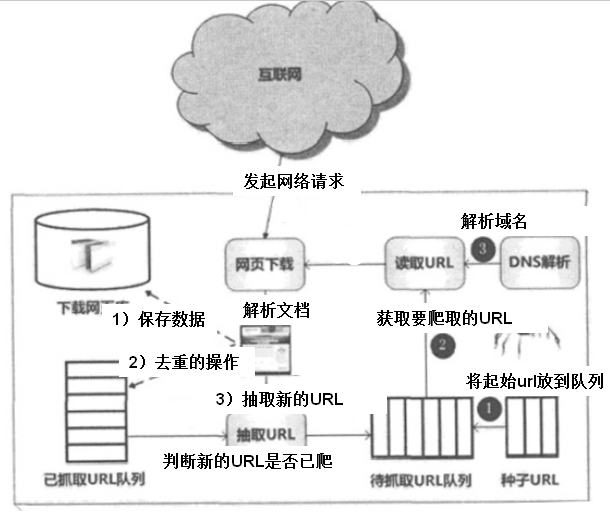 互联网
发起网络请求
解析域名
网页下载
读取URL
3
DNS解析
下载网页
解析文档
1）保存数据
获取要爬取的URL
2
2）去重的操作
将起始url放到队列
3）抽取新的URL
1
抽取URL
判断新的URL是否已爬
已抓取URL队列
待抓取URL队列
种子URL